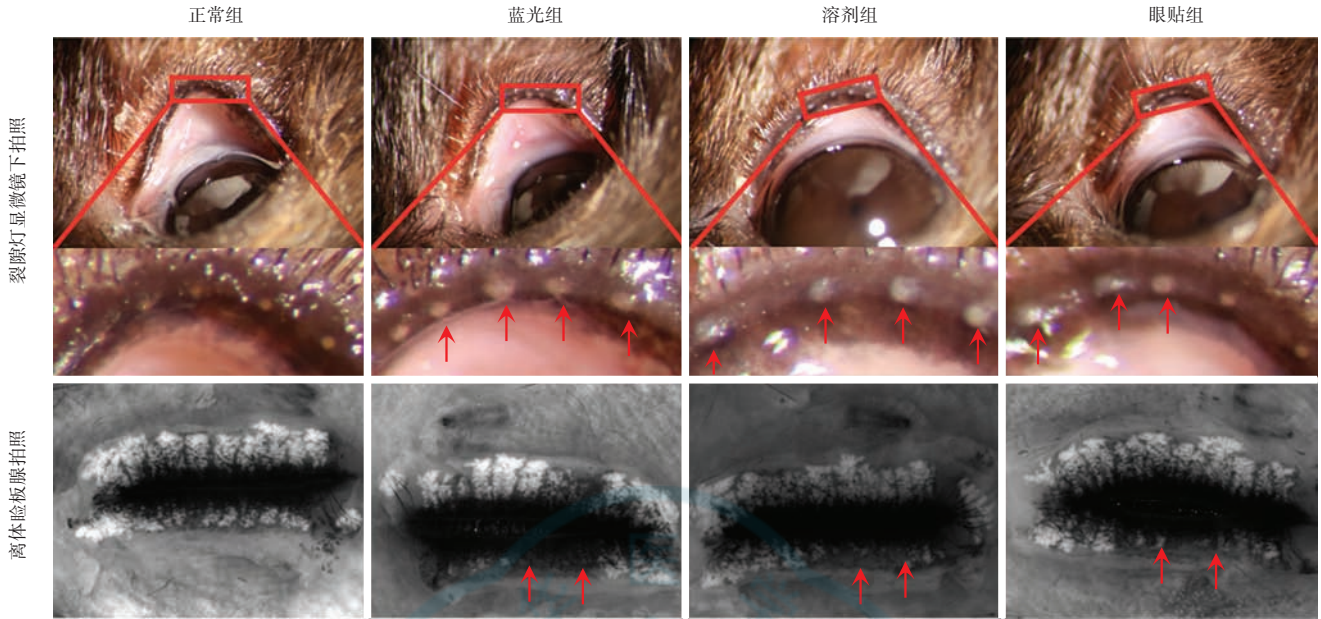 正常组
蓝光组
溶剂组
眼贴组
裂隙灯显微镜下拍照
离体睑板腺拍照